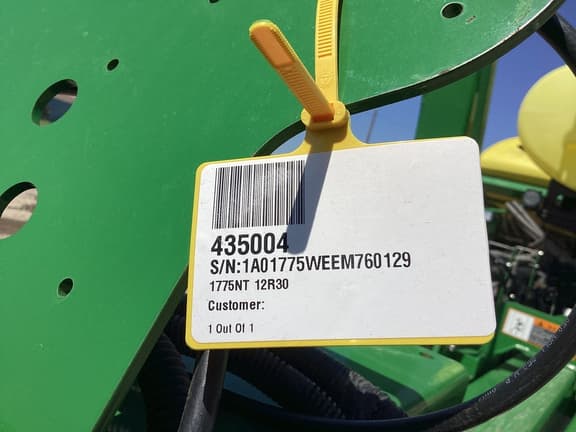 435004
S/N:1A01775WEEM760129
1775NT 12R30
Customer:
1 Out Of 1